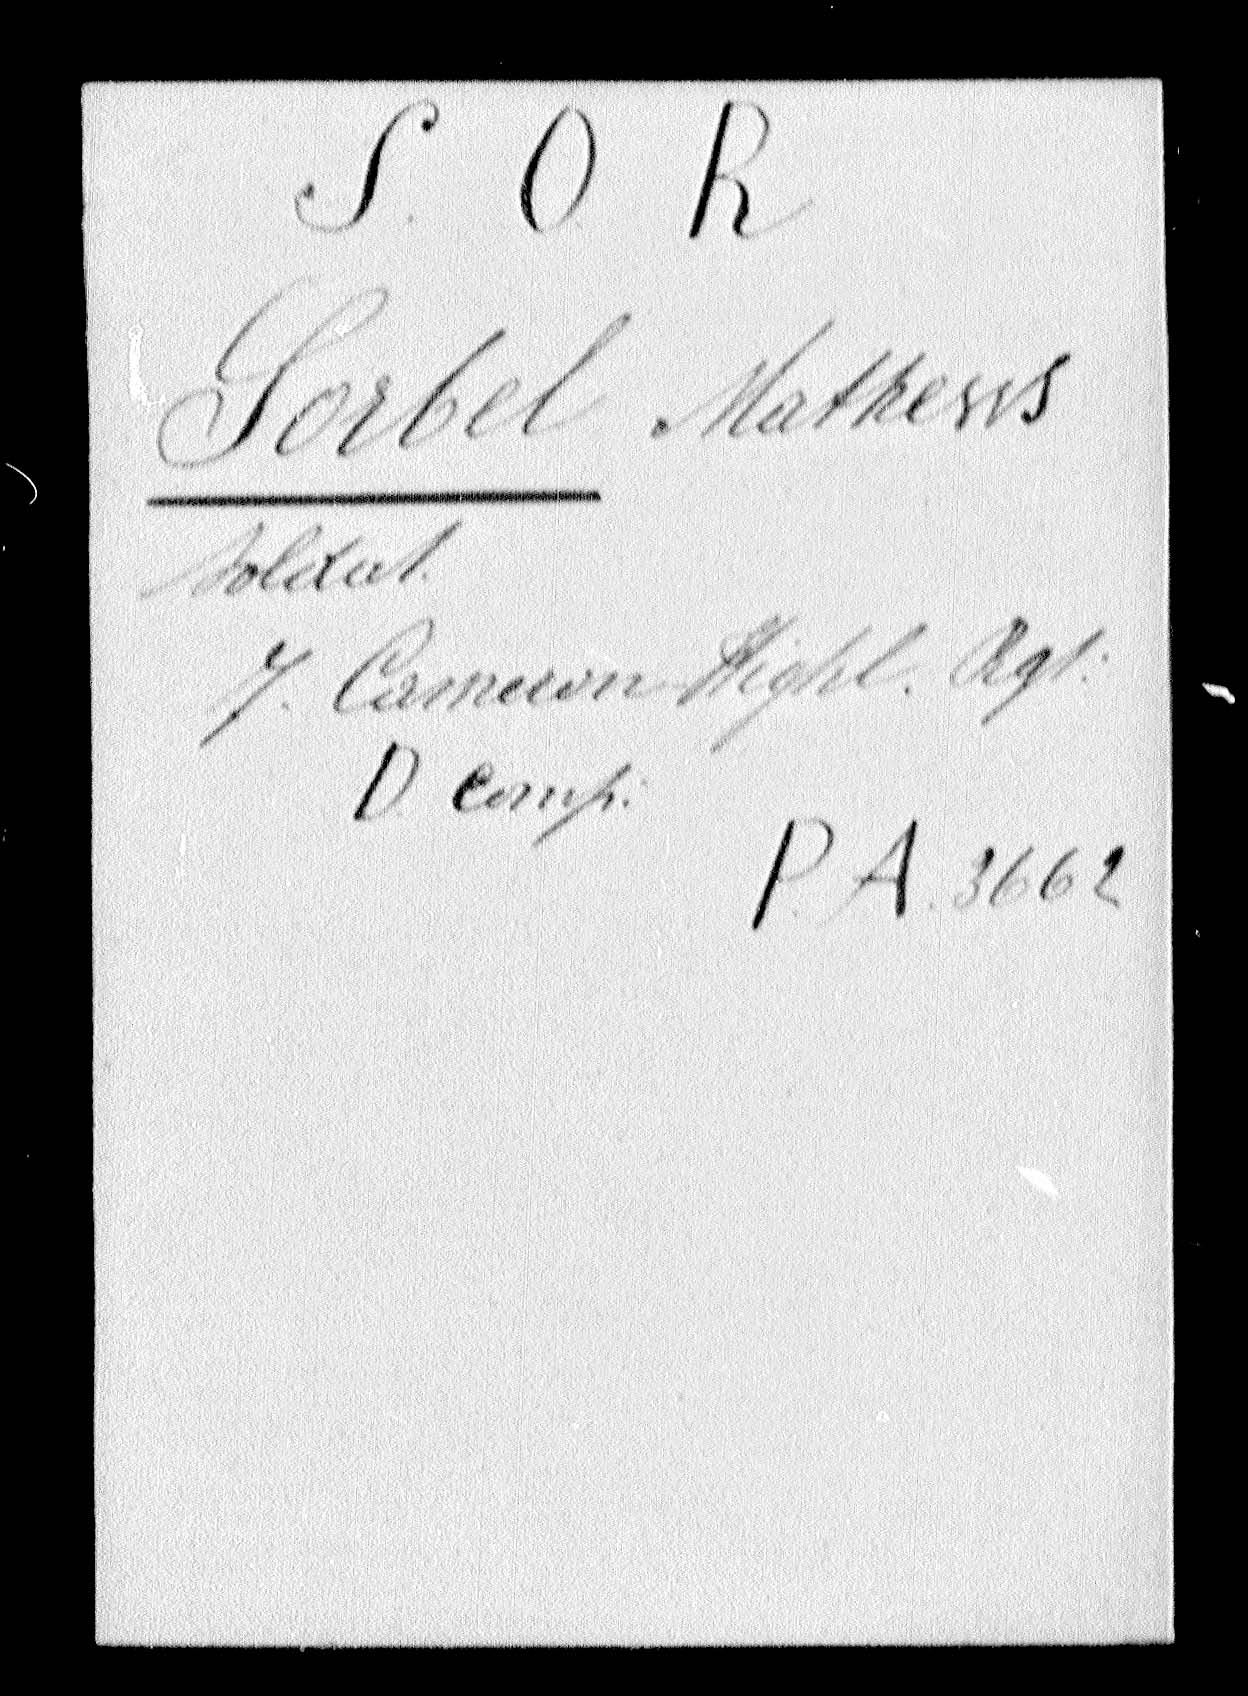 S. O. R
Sorbel Mathews
Soldat.
7. Cameron Highl. Rgt.
D. Comp.
P. A. 3662